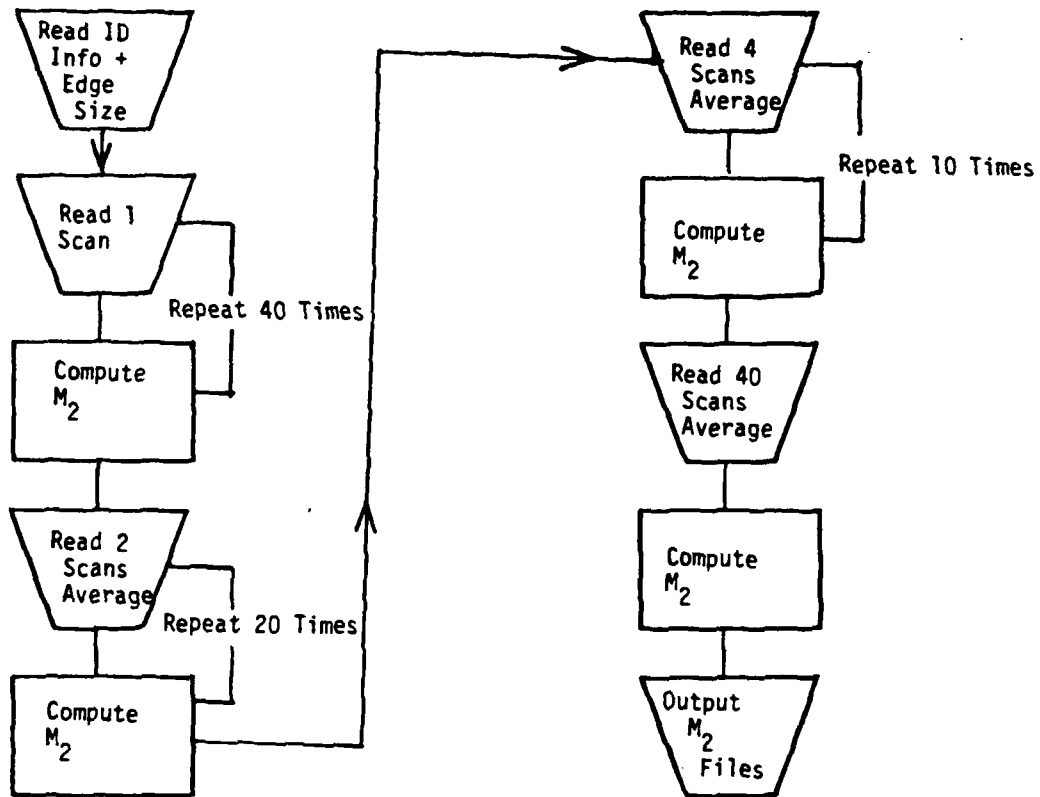 Read ID
Info +
Edge
Size
Read 1
Scan
Repeat 40 Times
Compute
M2
Read 2
Scans
Average
Repeat 20 Times
Compute
M2
Read 4
Scans
Average
Repeat 10 Times
Compute
M2
Read 40
Scans
Average
Compute
M2
Output
M2
Files